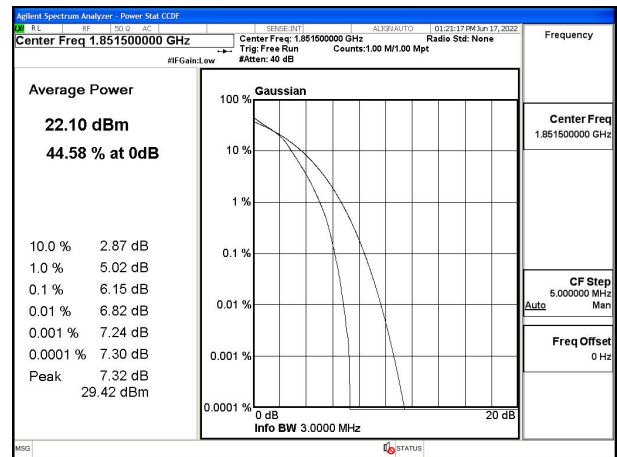 Agilent Spectrum Analyzer - Power Stat CCDF
RL RF 50 Ω AC SENSE:INT ALIGNAUTO 01:21:17 PM Jun 17, 2022
Center Freq 1.851500000 GHz
Center Freq: 1.851500000 GHz Radio Std: None
Trig: Free Run Counts:1.00 M/1.00 Mpt
#IFGain:Low #Atten: 40 dB
Frequency
Average Power
22.10 dBm
44.58 % at 0dB
10.0 % 2.87 dB
1.0 % 5.02 dB
0.1 % 6.15 dB
0.01 % 6.82 dB
0.001 % 7.24 dB
0.0001 % 7.30 dB
Peak 7.32 dB
29.42 dBm
Gaussian
100 %
10 %
1 %
0.1 %
0.01 %
0.001 %
0.0001 %
0 dB 20 dB
Info BW 3.0000 MHz
Center Freq
1.851500000 GHz
CF Step
5.000000 MHz
Auto Man
Freq Offset
0 Hz
MSG STATUS